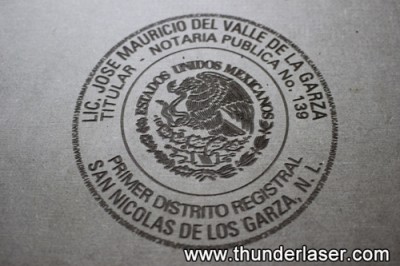 LIC. JOSE MAURICIO DEL VALLE DE LA GARZA
TITULAR - NOTARIA PUBLICA No. 139
ESTADOS UNIDOS MEXICANOS
PRIMER DISTRITO REGISTRAL
SAN NICOLAS DE LOS GARZA, N. L.
www.thunderlaser.com